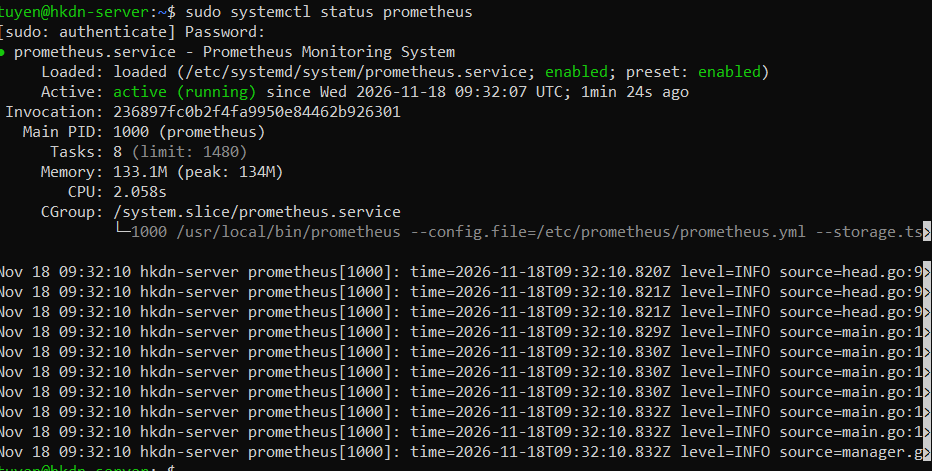 tuyen@hkdn-server:~$ sudo systemctl status prometheus
[sudo: authenticate] Password:
● prometheus.service - Prometheus Monitoring System
     Loaded: loaded (/etc/systemd/system/prometheus.service; enabled; preset: enabled)
     Active: active (running) since Wed 2026-11-18 09:32:07 UTC; 1min 24s ago
 Invocation: 236897fc0b2f4fa9950e84462b926301
   Main PID: 1000 (prometheus)
      Tasks: 8 (limit: 1480)
     Memory: 133.1M (peak: 134M)
        CPU: 2.058s
     CGroup: /system.slice/prometheus.service
             └─1000 /usr/local/bin/prometheus --config.file=/etc/prometheus/prometheus.yml --storage.ts>
Nov 18 09:32:10 hkdn-server prometheus[1000]: time=2026-11-18T09:32:10.820Z level=INFO source=head.go:9>
Nov 18 09:32:10 hkdn-server prometheus[1000]: time=2026-11-18T09:32:10.821Z level=INFO source=head.go:9>
Nov 18 09:32:10 hkdn-server prometheus[1000]: time=2026-11-18T09:32:10.821Z level=INFO source=head.go:9>
Nov 18 09:32:10 hkdn-server prometheus[1000]: time=2026-11-18T09:32:10.829Z level=INFO source=main.go:1>
Nov 18 09:32:10 hkdn-server prometheus[1000]: time=2026-11-18T09:32:10.830Z level=INFO source=main.go:1>
Nov 18 09:32:10 hkdn-server prometheus[1000]: time=2026-11-18T09:32:10.830Z level=INFO source=main.go:1>
Nov 18 09:32:10 hkdn-server prometheus[1000]: time=2026-11-18T09:32:10.832Z level=INFO source=main.go:1>
Nov 18 09:32:10 hkdn-server prometheus[1000]: time=2026-11-18T09:32:10.832Z level=INFO source=main.go:1>
Nov 18 09:32:10 hkdn-server prometheus[1000]: time=2026-11-18T09:32:10.832Z level=INFO source=main.go:1>
Nov 18 09:32:10 hkdn-server prometheus[1000]: time=2026-11-18T09:32:10.832Z level=INFO source=manager.g>
tuyen@hkdn-server:~$